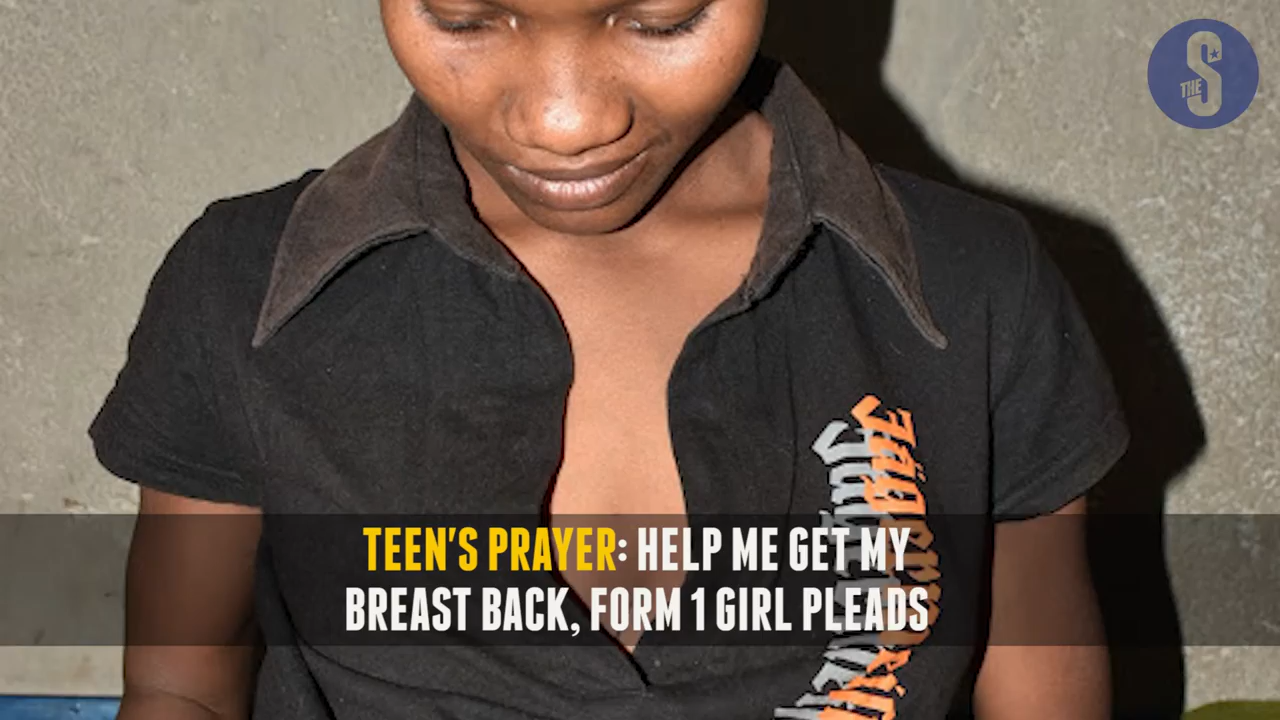 THE S
TEEN'S PRAYER: HELP ME GET MY
BREAST BACK, FORM 1 GIRL PLEADS